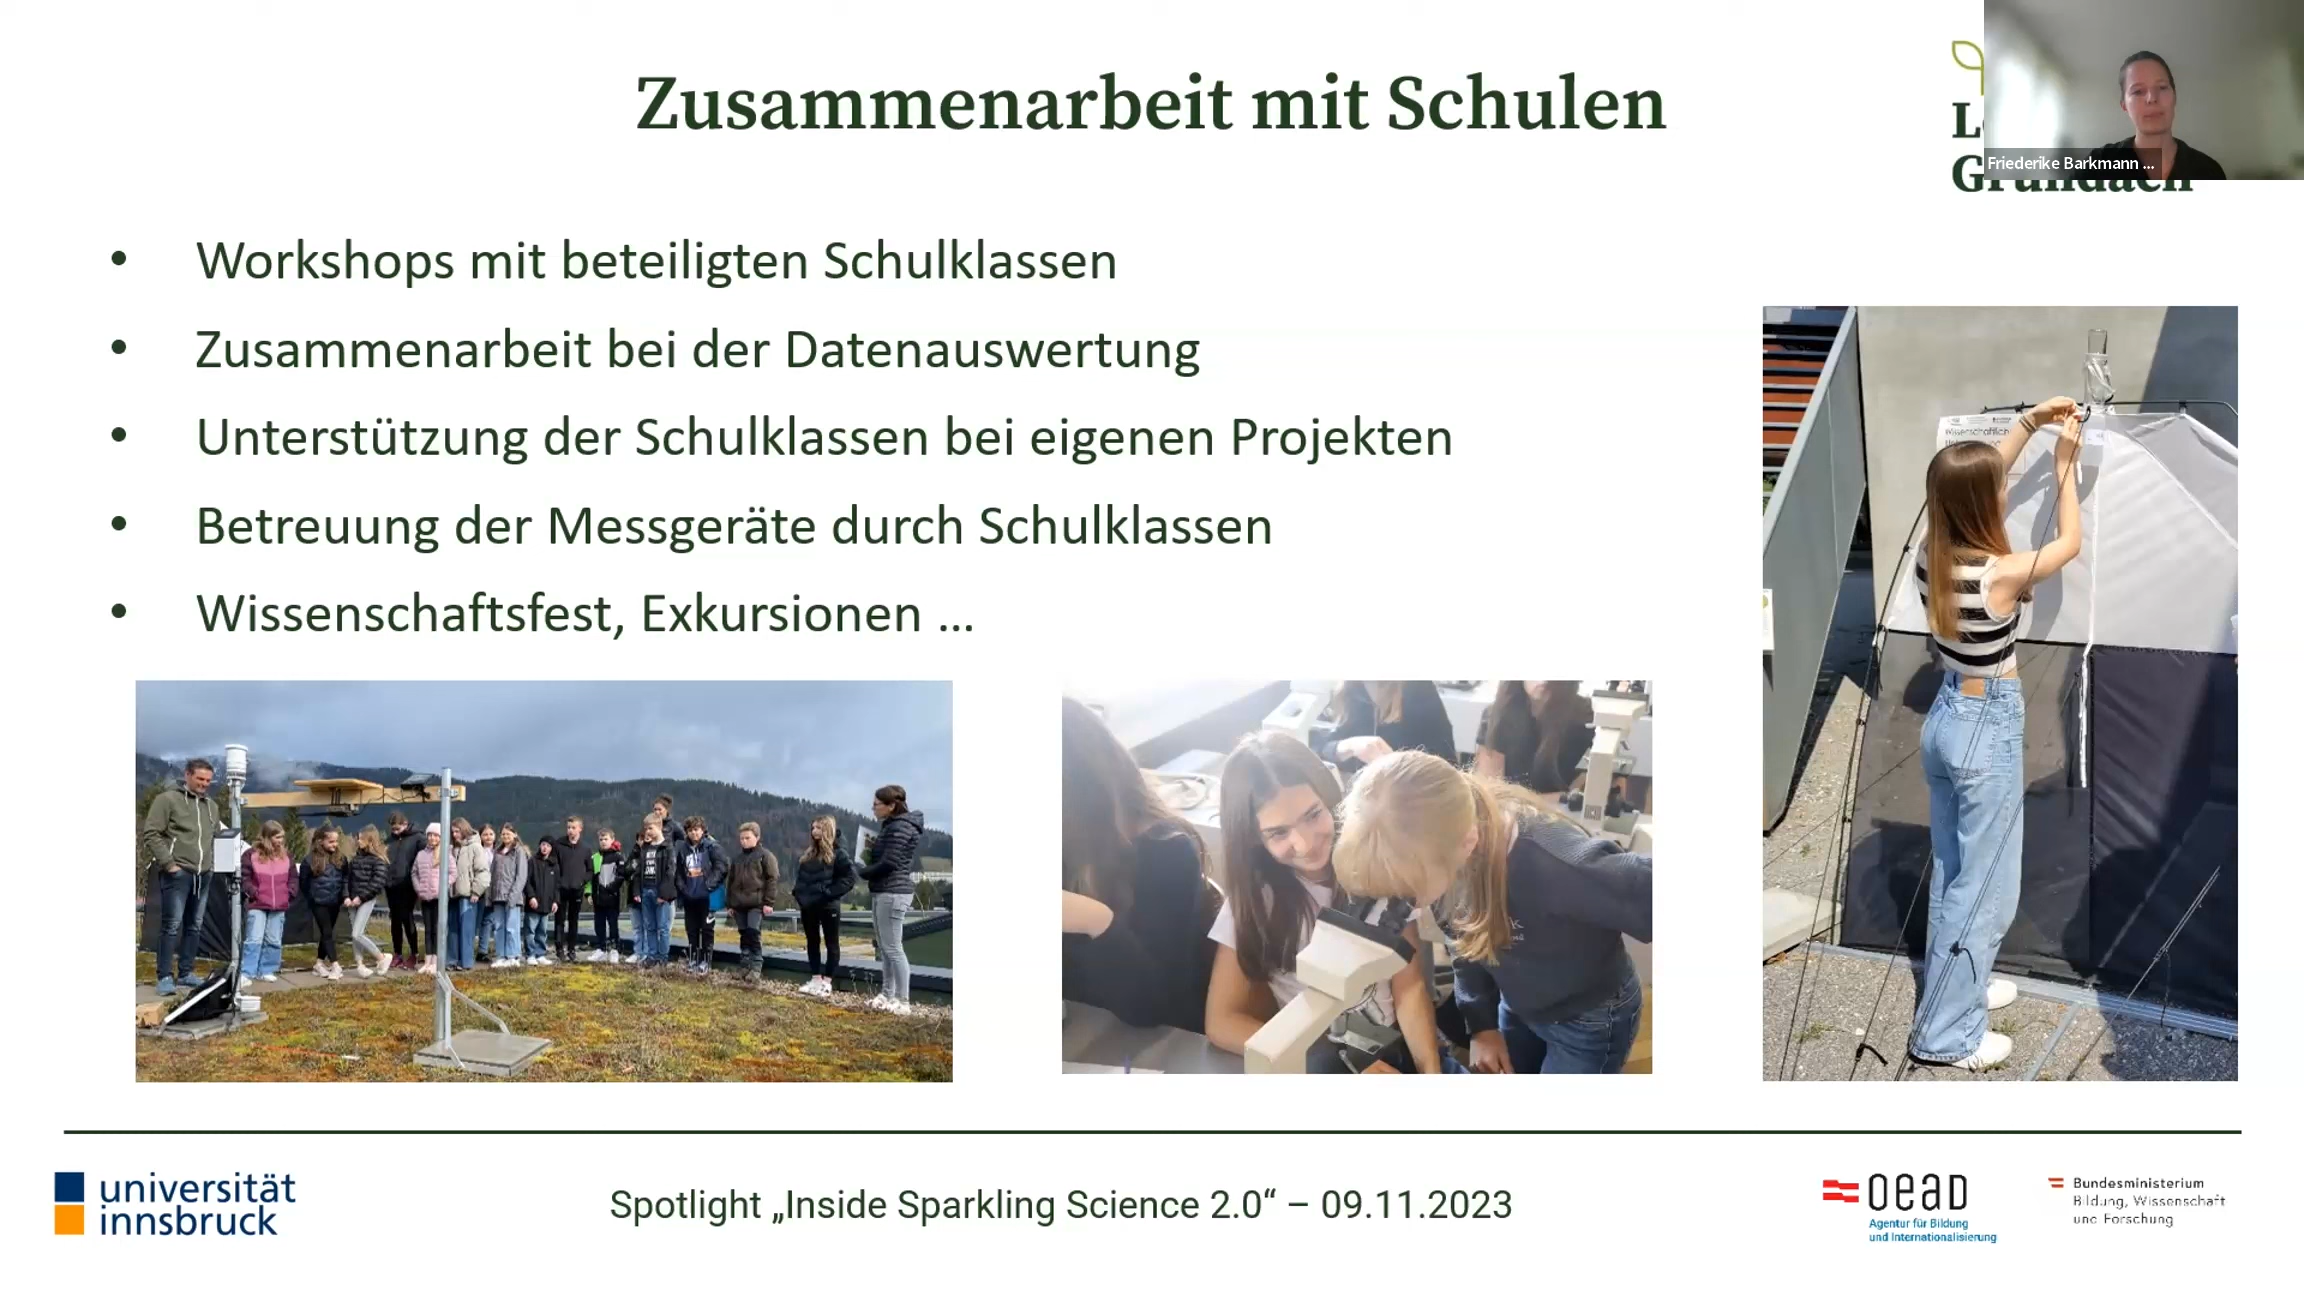 Zusammenarbeit mit Schulen
Friederike Barkmann ...
• Workshops mit beteiligten Schulklassen
• Zusammenarbeit bei der Datenauswertung
• Unterstützung der Schulklassen bei eigenen Projekten
• Betreuung der Messgeräte durch Schulklassen
• Wissenschaftsfest, Exkursionen ...
universität
innsbruck
Spotlight „Inside Sparkling Science 2.0“ – 09.11.2023
OeAD
Agentur für Bildung
und Internationalisierung
Bundesministerium
Bildung, Wissenschaft
und Forschung